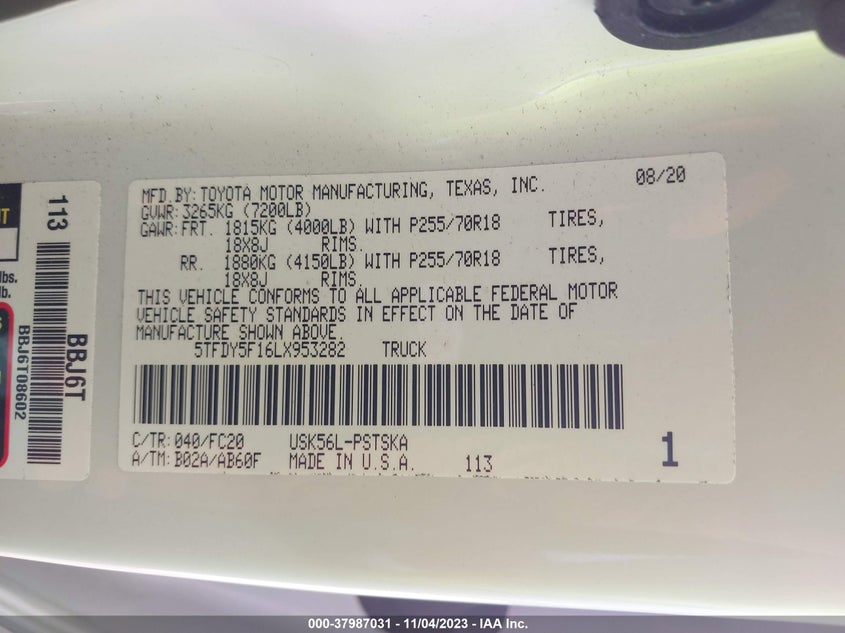 MFD.BY:TOYOTA MOTOR MANUFACTURING, TEXAS, INC. 08/20
GVWR:3265KG (7200LB)
GAWR:FRT. 1815KG (4000LB) WITH P255/70R18 TIRES,
18X8J RIMS.
RR. 1880KG (4150LB) WITH P255/70R18 TIRES,
18X8J RIMS.
THIS VEHICLE CONFORMS TO ALL APPLICABLE FEDERAL MOTOR
VEHICLE SAFETY STANDARDS IN EFFECT ON THE DATE OF
MANUFACTURE SHOWN ABOVE.
5TFDY5F16LX953282 TRUCK
C/TR:040/FC20 USK56L-PSTSKA
A/TM:B02A/AB60F MADE IN U.S.A. 113 1
113
BBJ6T
BBJ6T08602
lbs.
lb.
000-37987031 - 11/04/2023 - IAA Inc.